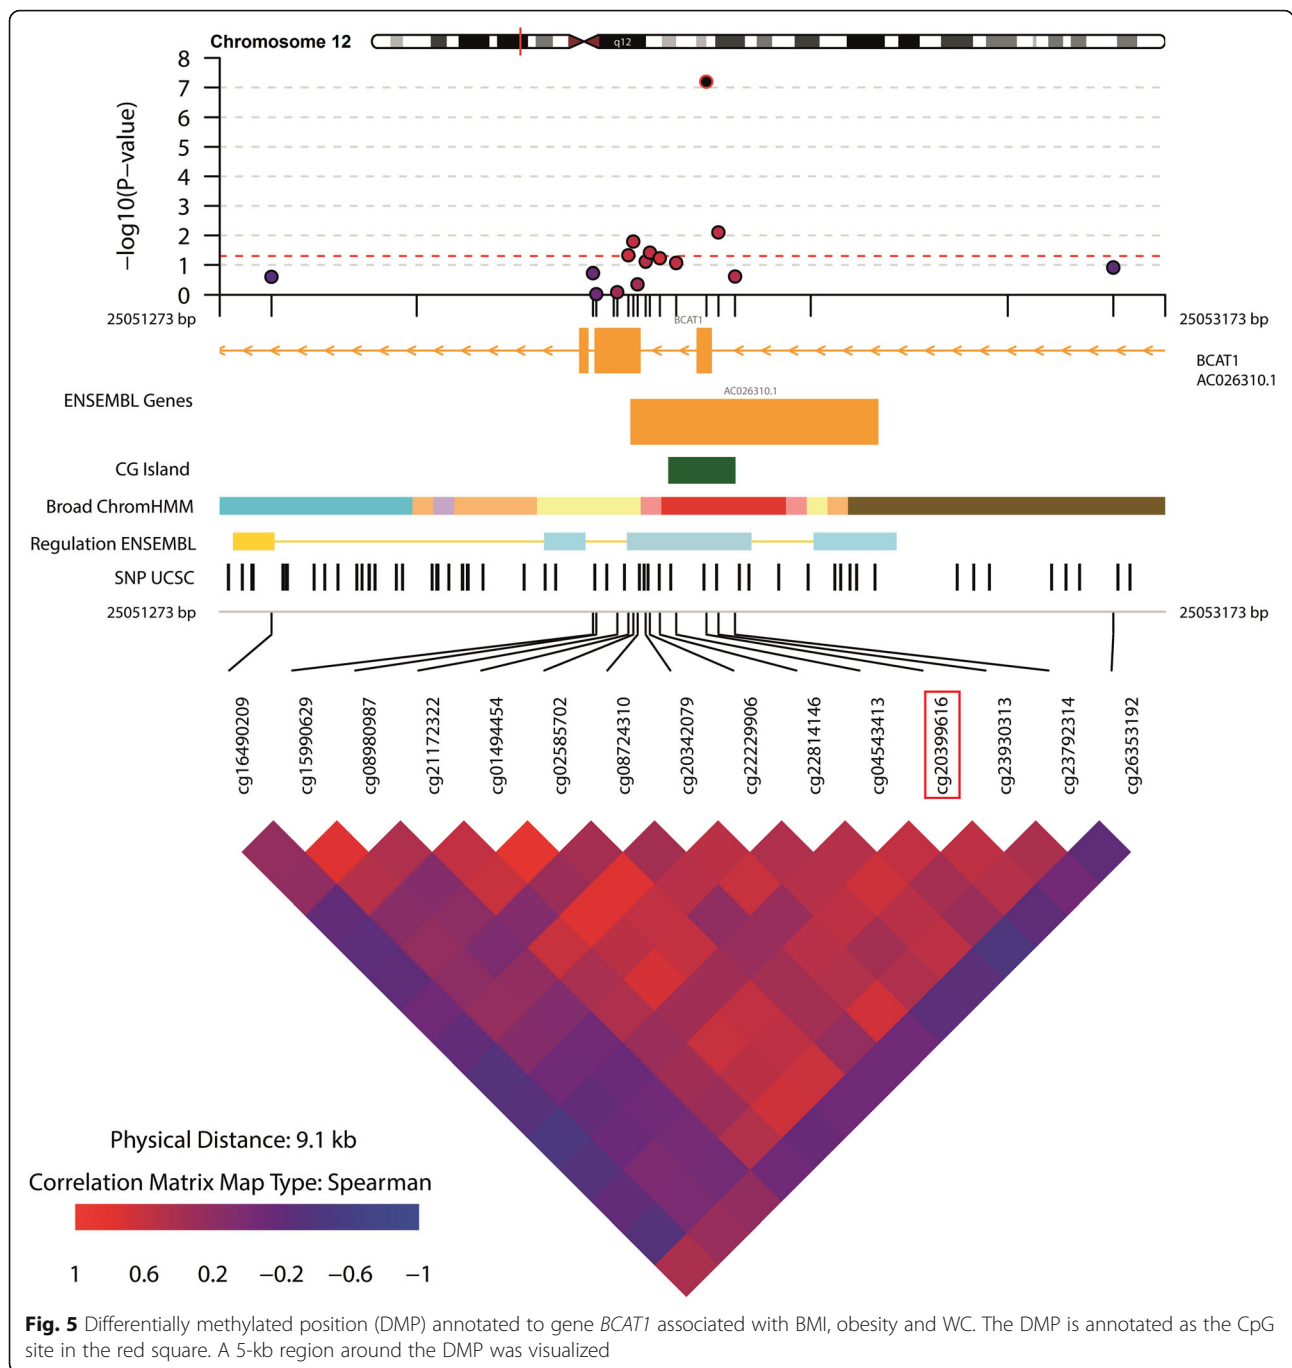 Chromosome 12
q12
8
7
6
5
4
3
2
1
0
−log10(P−value)
25051273 bp
BCAT1
25053173 bp
BCAT1
AC026310.1
AC026310.1
ENSEMBL Genes
CG Island
Broad ChromHMM
Regulation ENSEMBL
SNP UCSC
25051273 bp
25053173 bp
cg16490209
cg15990629
cg08980987
cg21172322
cg01494454
cg02585702
cg08724310
cg20342079
cg22229906
cg22814146
cg04543413
cg20399616
cg23930313
cg23792314
cg26353192
Physical Distance: 9.1 kb
Correlation Matrix Map Type: Spearman
1 0.6 0.2 −0.2 −0.6 −1
Fig. 5 Differentially methylated position (DMP) annotated to gene BCAT1 associated with BMI, obesity and WC. The DMP is annotated as the CpG
site in the red square. A 5-kb region around the DMP was visualized